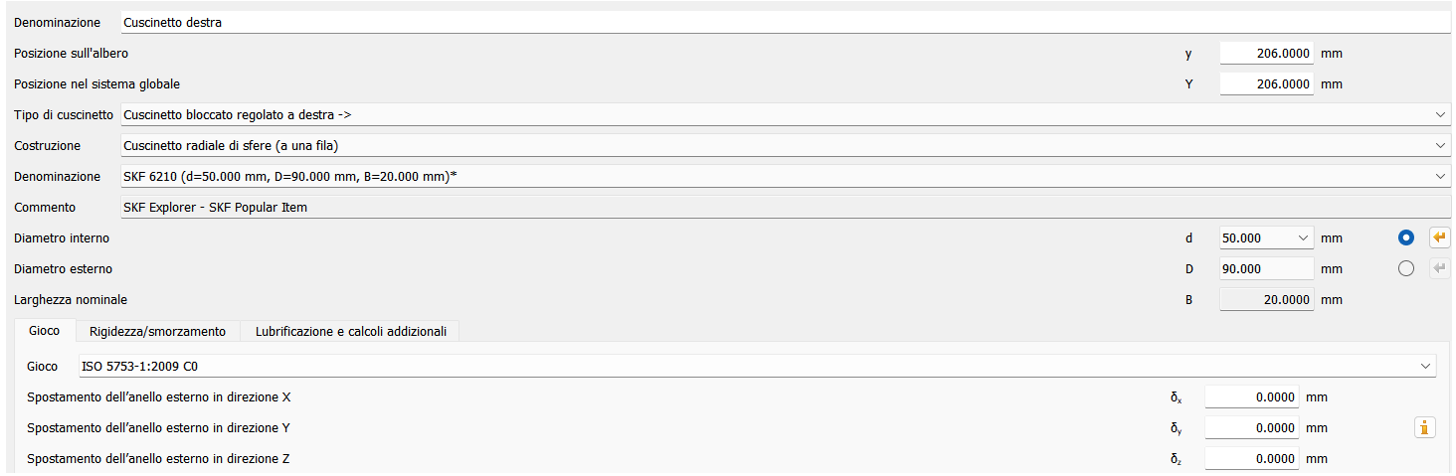 Denominazione Cuscinetto destra
Posizione sull'albero y 206.0000 mm
Posizione nel sistema globale Y 206.0000 mm
Tipo di cuscinetto Cuscinetto bloccato regolato a destra ->
Costruzione Cuscinetto radiale di sfere (a una fila)
Denominazione SKF 6210 (d=50.000 mm, D=90.000 mm, B=20.000 mm)*
Commento SKF Explorer - SKF Popular Item
Diametro interno d 50.000 mm
Diametro esterno D 90.000 mm
Larghezza nominale B 20.0000 mm
Gioco Rigidezza/smorzamento Lubrificazione e calcoli addizionali
Gioco ISO 5753-1:2009 C0
Spostamento dell'anello esterno in direzione X δx 0.0000 mm
Spostamento dell'anello esterno in direzione Y δy 0.0000 mm
Spostamento dell'anello esterno in direzione Z δz 0.0000 mm